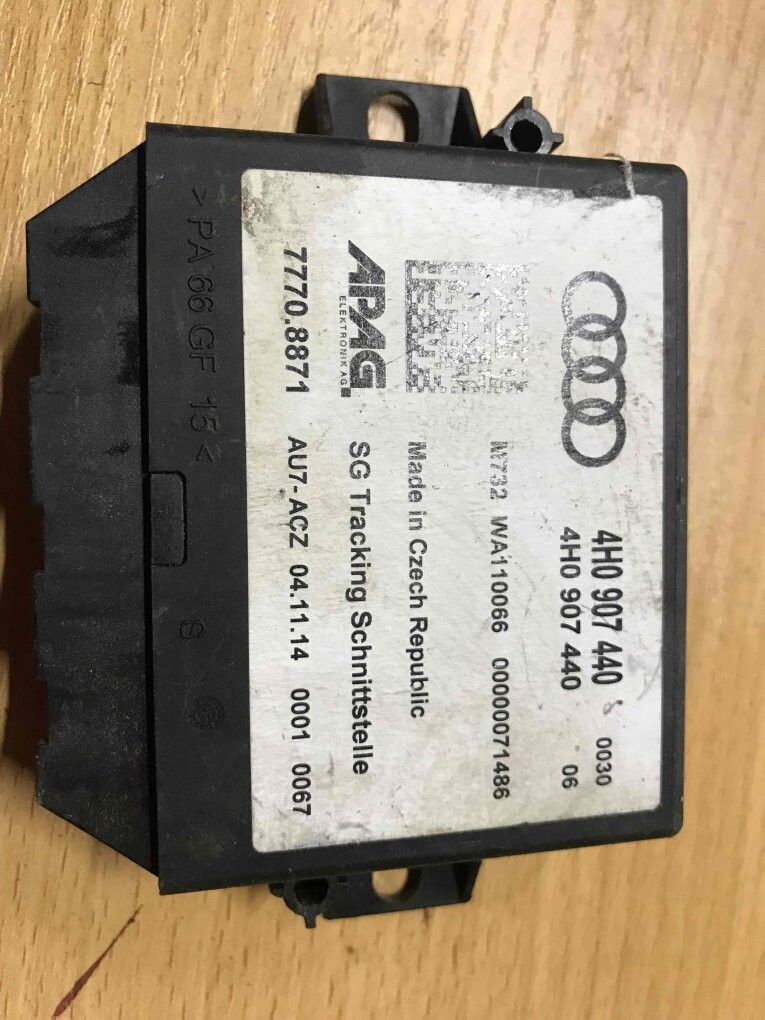 4H0 907 440 0030
4H0 907 440 06
M732 WA110066 00000071486
Made in Czech Republic
APAG
ELEKTRONIK AG
SG Tracking Schnittstelle
7770.8871 AU7-ACZ 04.11.14 0001 0067
> PA 66 GF 15 <